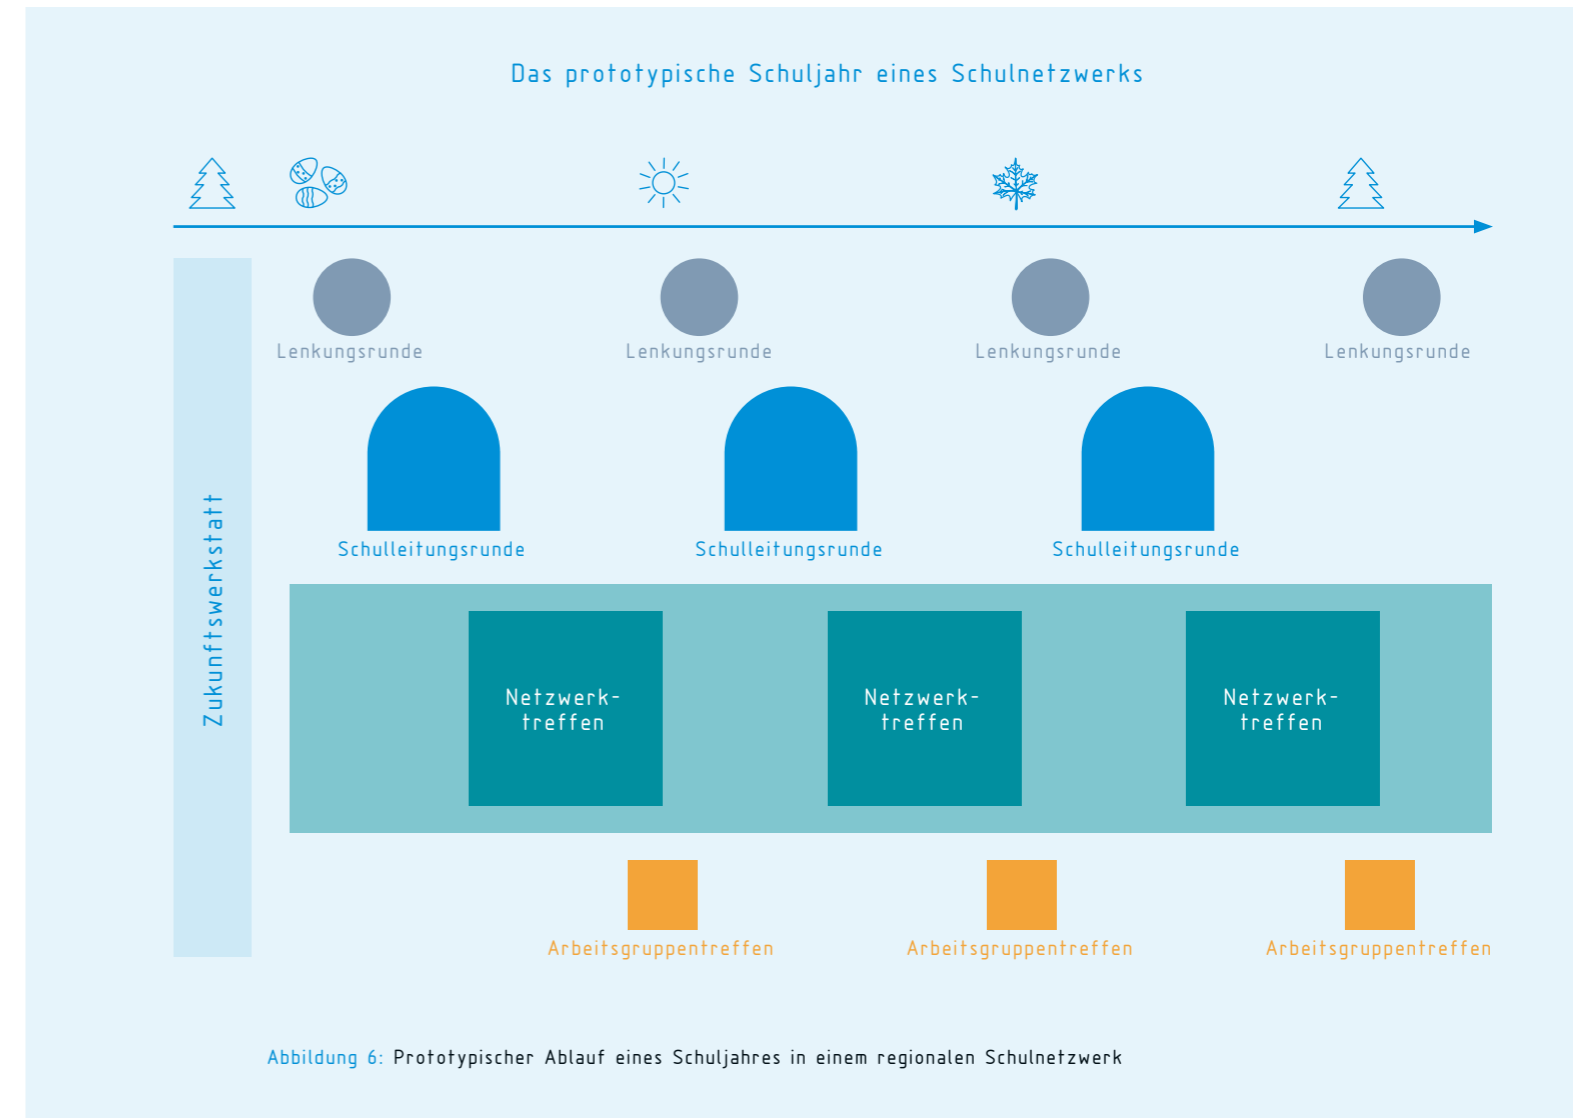 Das prototypische Schuljahr eines Schulnetzwerks
Zukunftswerkstatt
Lenkungsrunde
Lenkungsrunde
Lenkungsrunde
Lenkungsrunde
Schulleitungsrunde
Schulleitungsrunde
Schulleitungsrunde
Netzwerk-
treffen
Netzwerk-
treffen
Netzwerk-
treffen
Arbeitsgruppentreffen
Arbeitsgruppentreffen
Arbeitsgruppentreffen
Abbildung 6: Prototypischer Ablauf eines Schuljahres in einem regionalen Schulnetzwerk